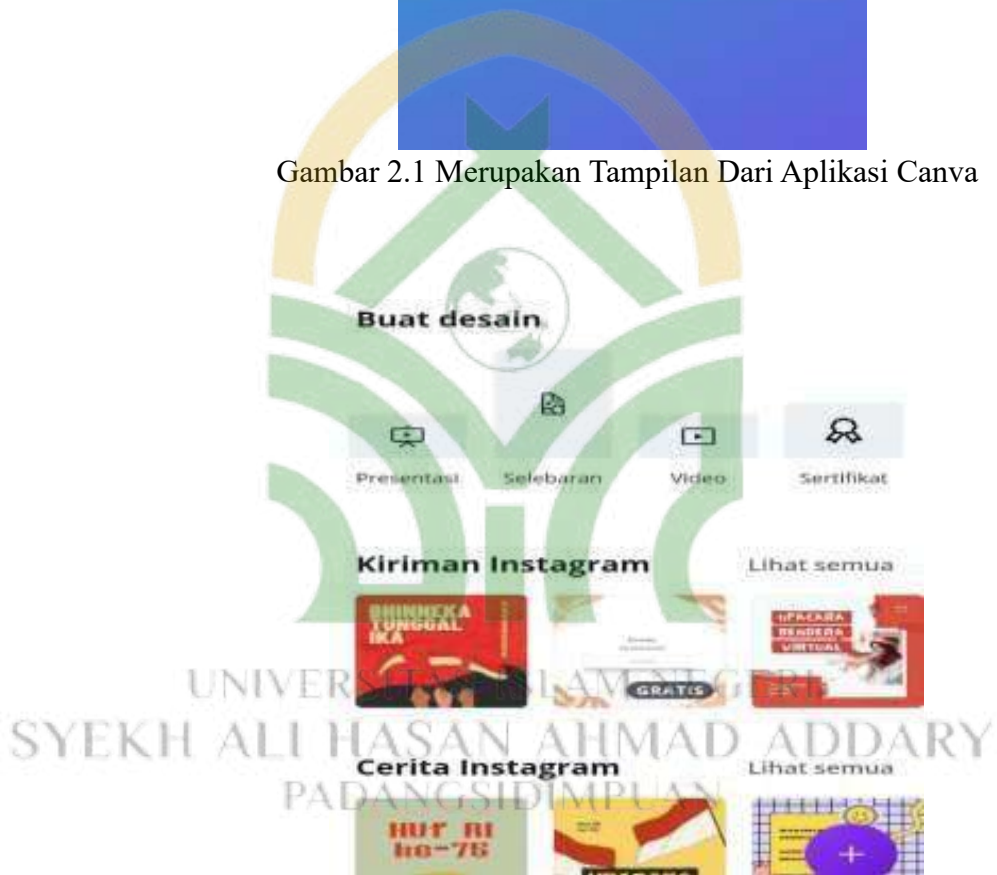 Gambar 2.1 Merupakan Tampilan Dari Aplikasi Canva
Buat desain
Presentasi Selebaran Video Sertifikat
Kiriman Instagram Lihat semua
BHINNEKA
TUNGGAL
IKA
GRATIS
UPACARA
BENDERA
VIRTUAL
UNIVERSITAS ISLAM NEGERI
SYEKH ALI HASAN AHMAD ADDARY
Cerita Instagram Lihat semua
PADANGSIDIMPUAN
HUT RI
ke-75